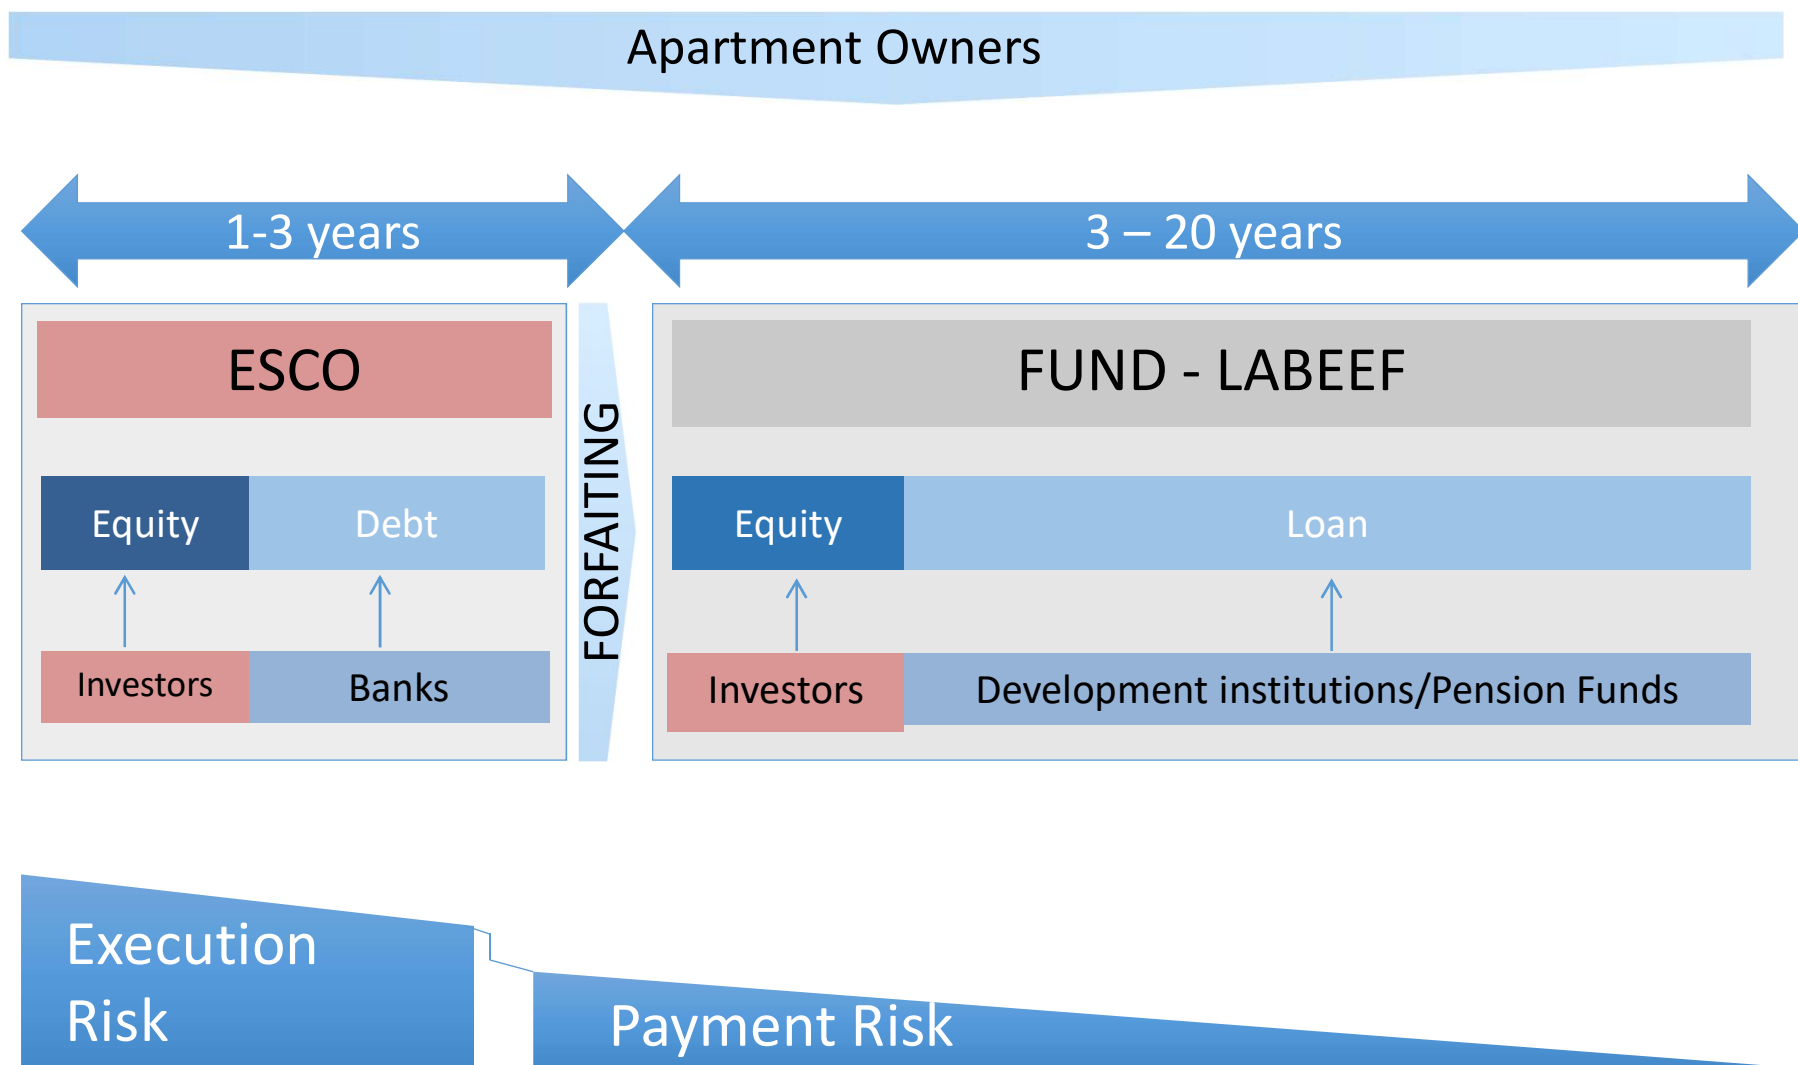 Apartment Owners
1-3 years
3 – 20 years
ESCO
FORFAITING
FUND - LABEEF
Equity
Debt
Equity
Loan
Investors
Banks
Investors
Development institutions/Pension Funds
Execution
Risk
Payment Risk